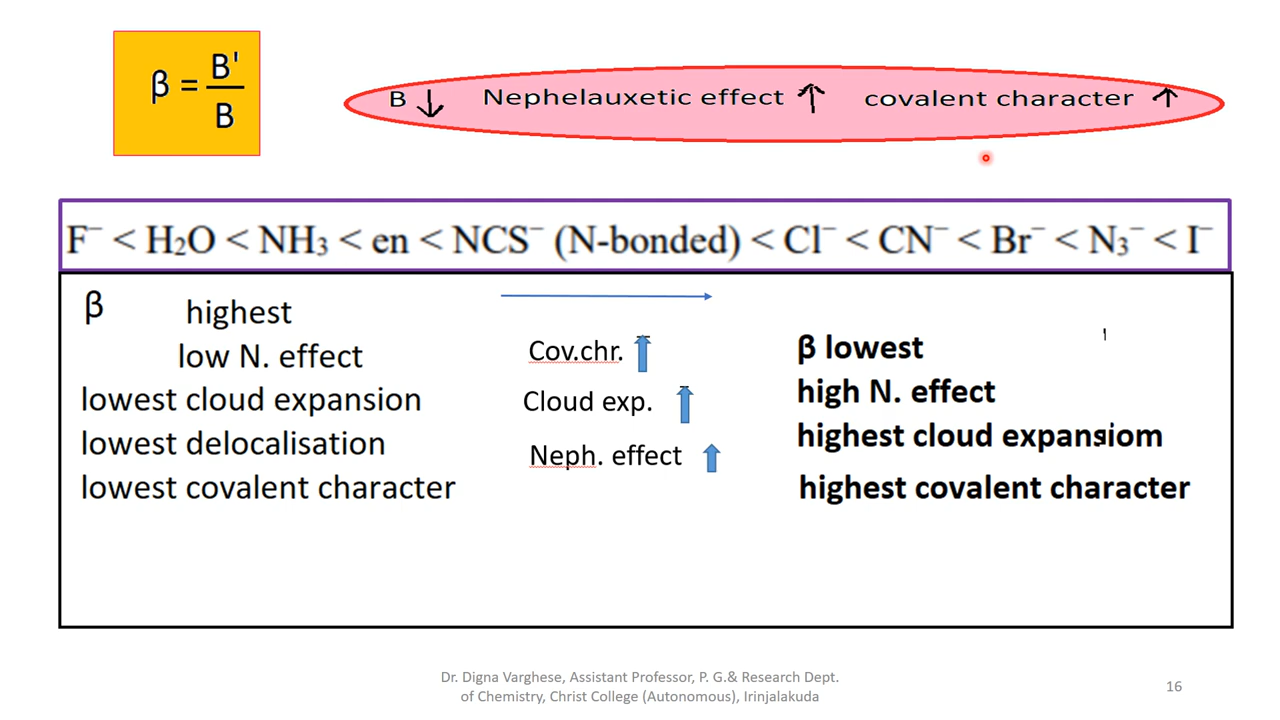 β = B'/B
B ↓ Nephelauxetic effect ↑ covalent character ↑
F⁻ < H₂O < NH₃ < en < NCS⁻ (N-bonded) < Cl⁻ < CN⁻ < Br⁻ < N₃⁻ < I⁻
β highest
low N. effect
lowest cloud expansion
lowest delocalisation
lowest covalent character
Cov.chr.
Cloud exp.
Neph. effect
β lowest
high N. effect
highest cloud expansiom
highest covalent character
Dr. Digna Varghese, Assistant Professor, P. G.& Research Dept.
of Chemistry, Christ College (Autonomous), Irinjalakuda
16